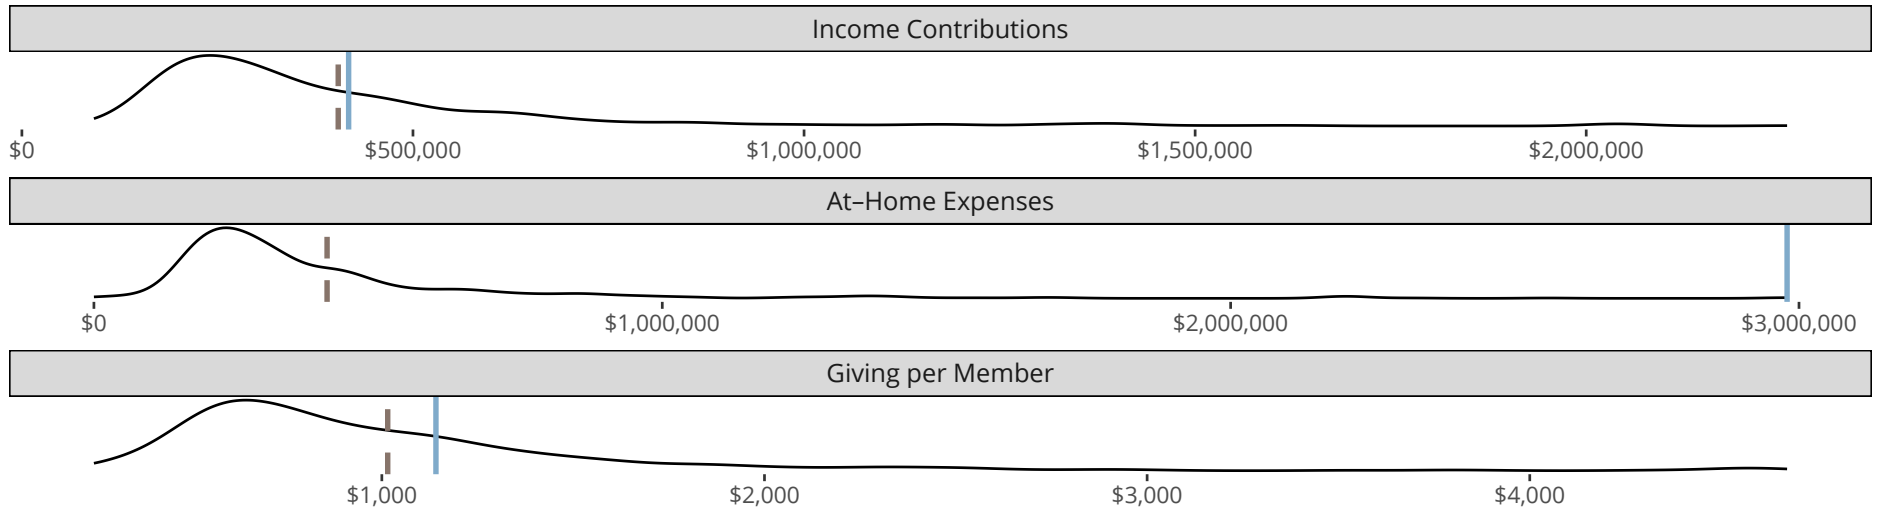 Income Contributions
$0 $500,000 $1,000,000 $1,500,000 $2,000,000
At–Home Expenses
$0 $1,000,000 $2,000,000 $3,000,000
Giving per Member
$1,000 $2,000 $3,000 $4,000